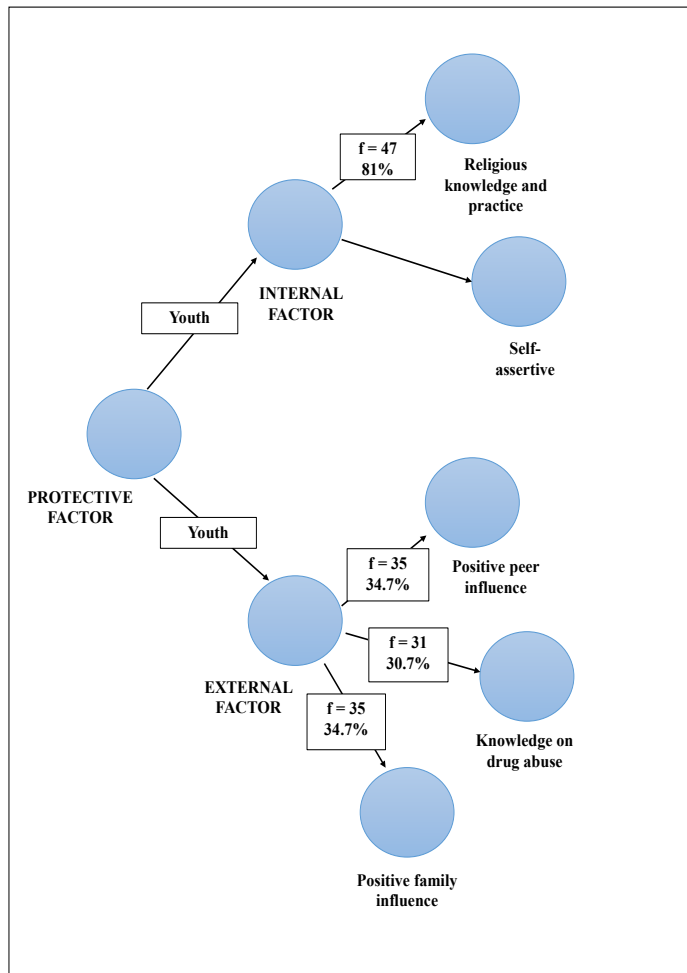 f = 47
81%
Religious
knowledge and
practice
INTERNAL
FACTOR
Youth
Self-
assertive
PROTECTIVE
FACTOR
Youth
f = 35
34.7%
Positive peer
influence
f = 31
30.7%
EXTERNAL
FACTOR
f = 35
34.7%
Knowledge on
drug abuse
Positive family
influence